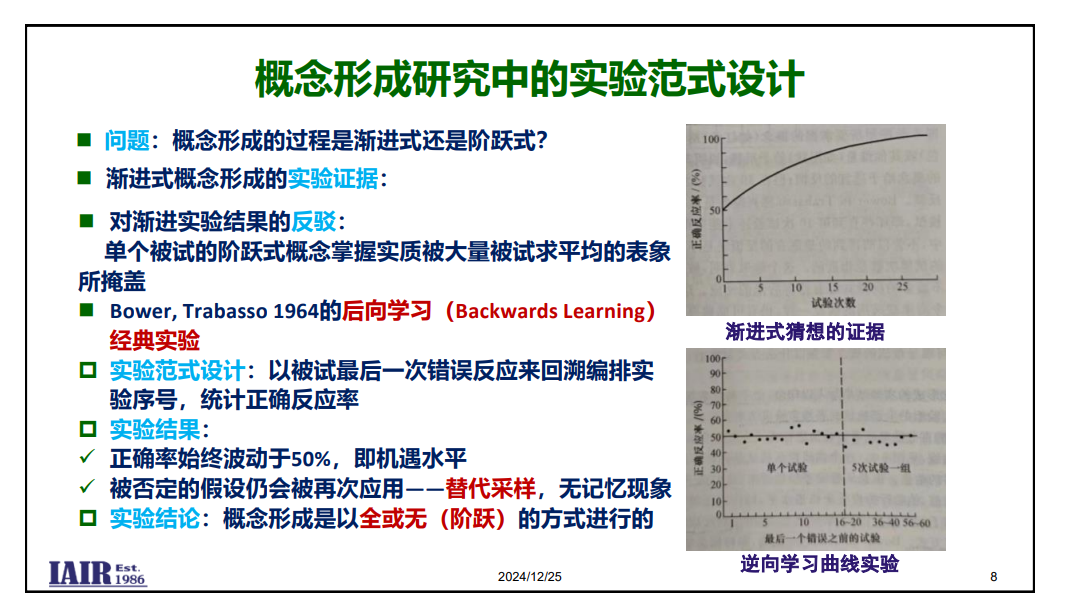 概念形成研究中的实验范式设计
问题：概念形成的过程是渐进式还是阶跃式？
渐进式概念形成的实验证据：
对渐进实验结果的反驳：
单个被试的阶跃式概念掌握实质被大量被试求平均的表象
所掩盖
Bower, Trabasso 1964的后向学习（Backwards Learning）
经典实验
实验范式设计：以被试最后一次错误反应来回溯编排实
验序号，统计正确反应率
实验结果：
正确率始终波动于50%，即机遇水平
被否定的假设仍会被再次应用——替代采样，无记忆现象
实验结论：概念形成是以全或无（阶跃）的方式进行的
正确反应率/(%)
100
50
0
1 5 10 15 20 25
试验次数
渐进式猜想的证据
正确反应率/(%)
100
90
80
70
60
50
40
30
20
10
0
单个试验
5次试验一组
1 5 10 16~20 36~40 56~60
最后一个错误之前的试验
逆向学习曲线实验
IAIR Est.
1986
2024/12/25
8